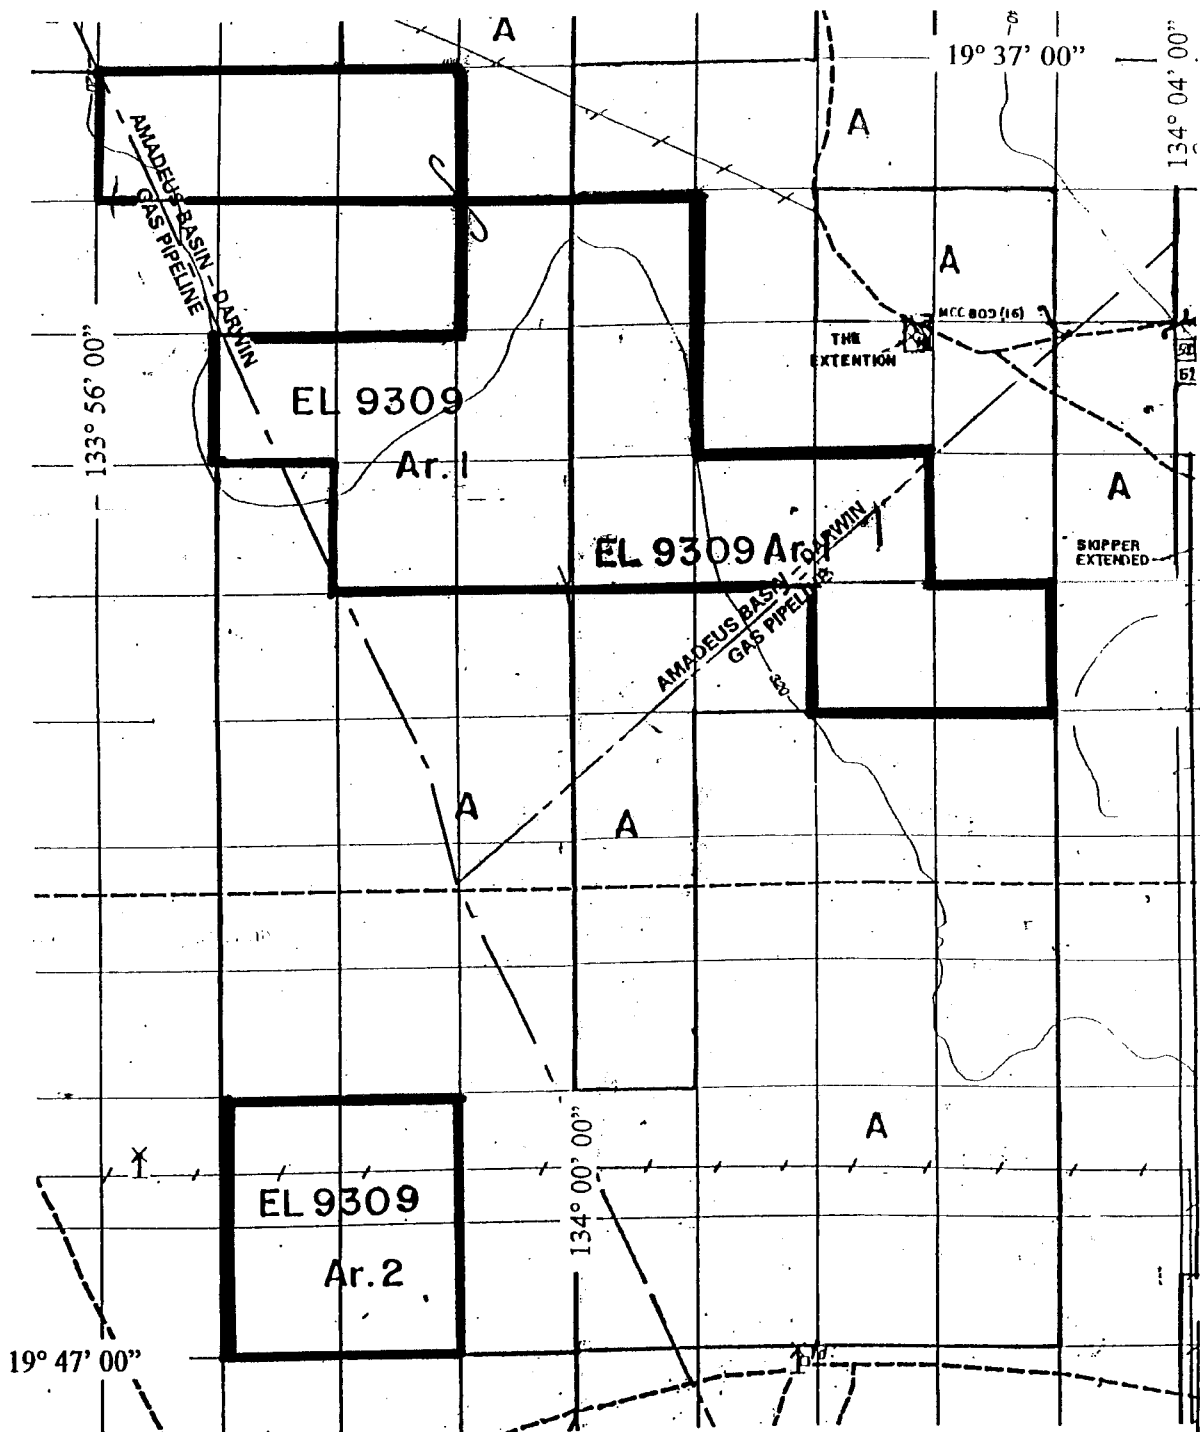 A
19° 37' 00”
134° 04' 00”
A
AMADEUS BASIN - DARWIN
GAS PIPELINE
A
MCC 809 (16)
THE
EXTENTION
133° 56' 00”
EL 9309
Ar. 1
A
EL 9309 Ar. 1
SKIPPER
EXTENDED
AMADEUS BASIN - DARWIN
GAS PIPELINE
320
A
A
A
EL 9309
Ar. 2
134° 00' 00”
19° 47' 00”